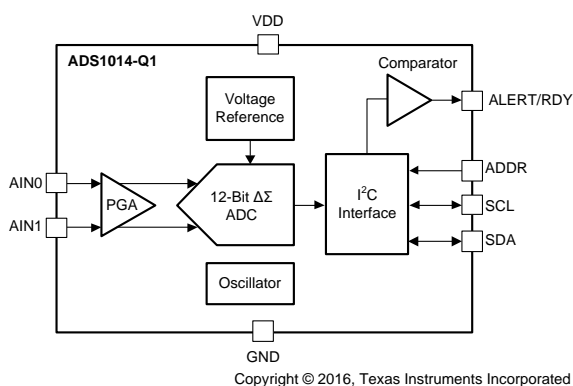 VDD
ADS1014-Q1
Comparator
Voltage
Reference
ALERT/RDY
ADDR
AIN0
PGA
12-Bit ΔΣ
ADC
I²C
Interface
SCL
AIN1
SDA
Oscillator
GND
Copyright © 2016, Texas Instruments Incorporated